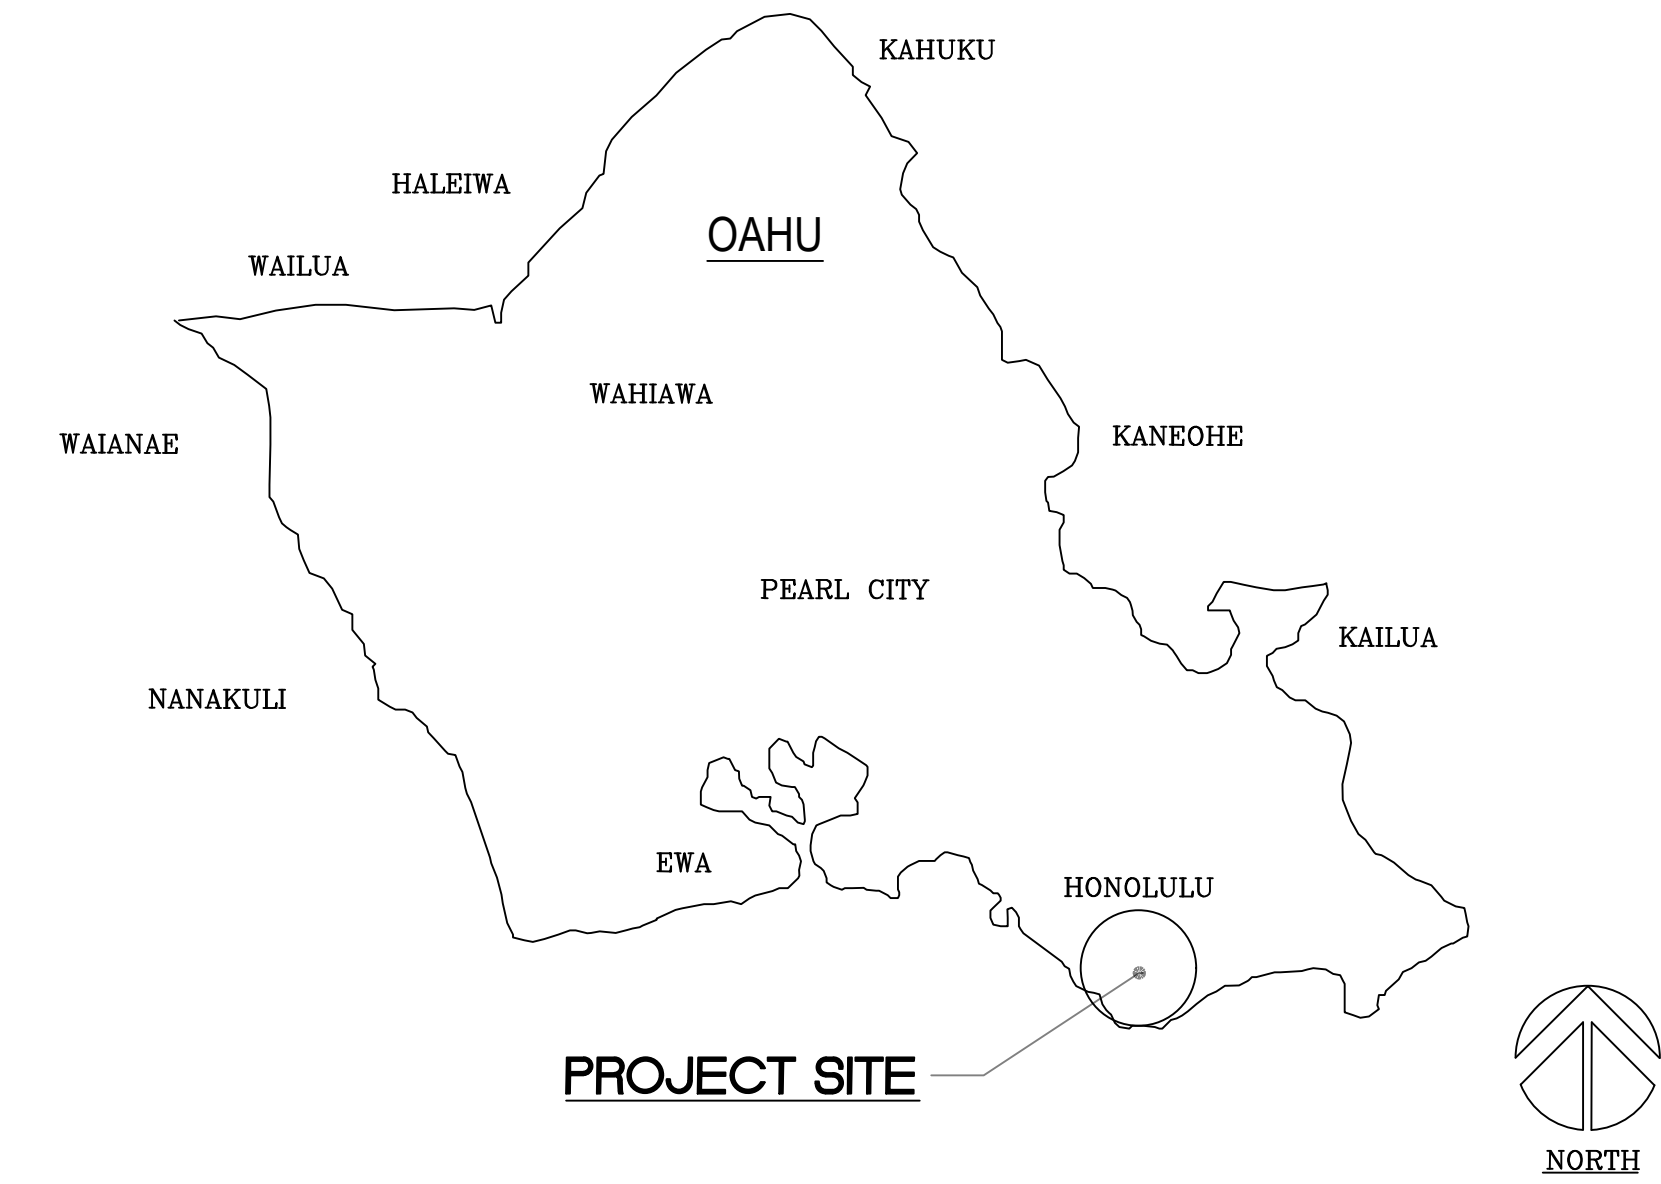 KAHUKU
HALEIWA
OAHU
WAILUA
WAHIAWA
WAIANAE
KANEOHE
PEARL CITY
KAILUA
NANAKULI
EWA
HONOLULU
PROJECT SITE
NORTH